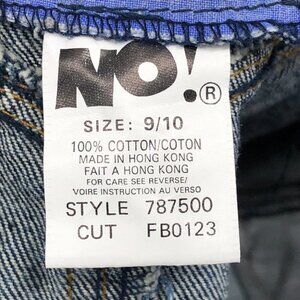 NO!®
SIZE: 9/10
100% COTTON/COTON
MADE IN HONG KONG
FAIT A HONG KONG
FOR CARE SEE REVERSE/
VOIRE INSTRUCTION AU VERSO
STYLE 787500
CUT FB0123